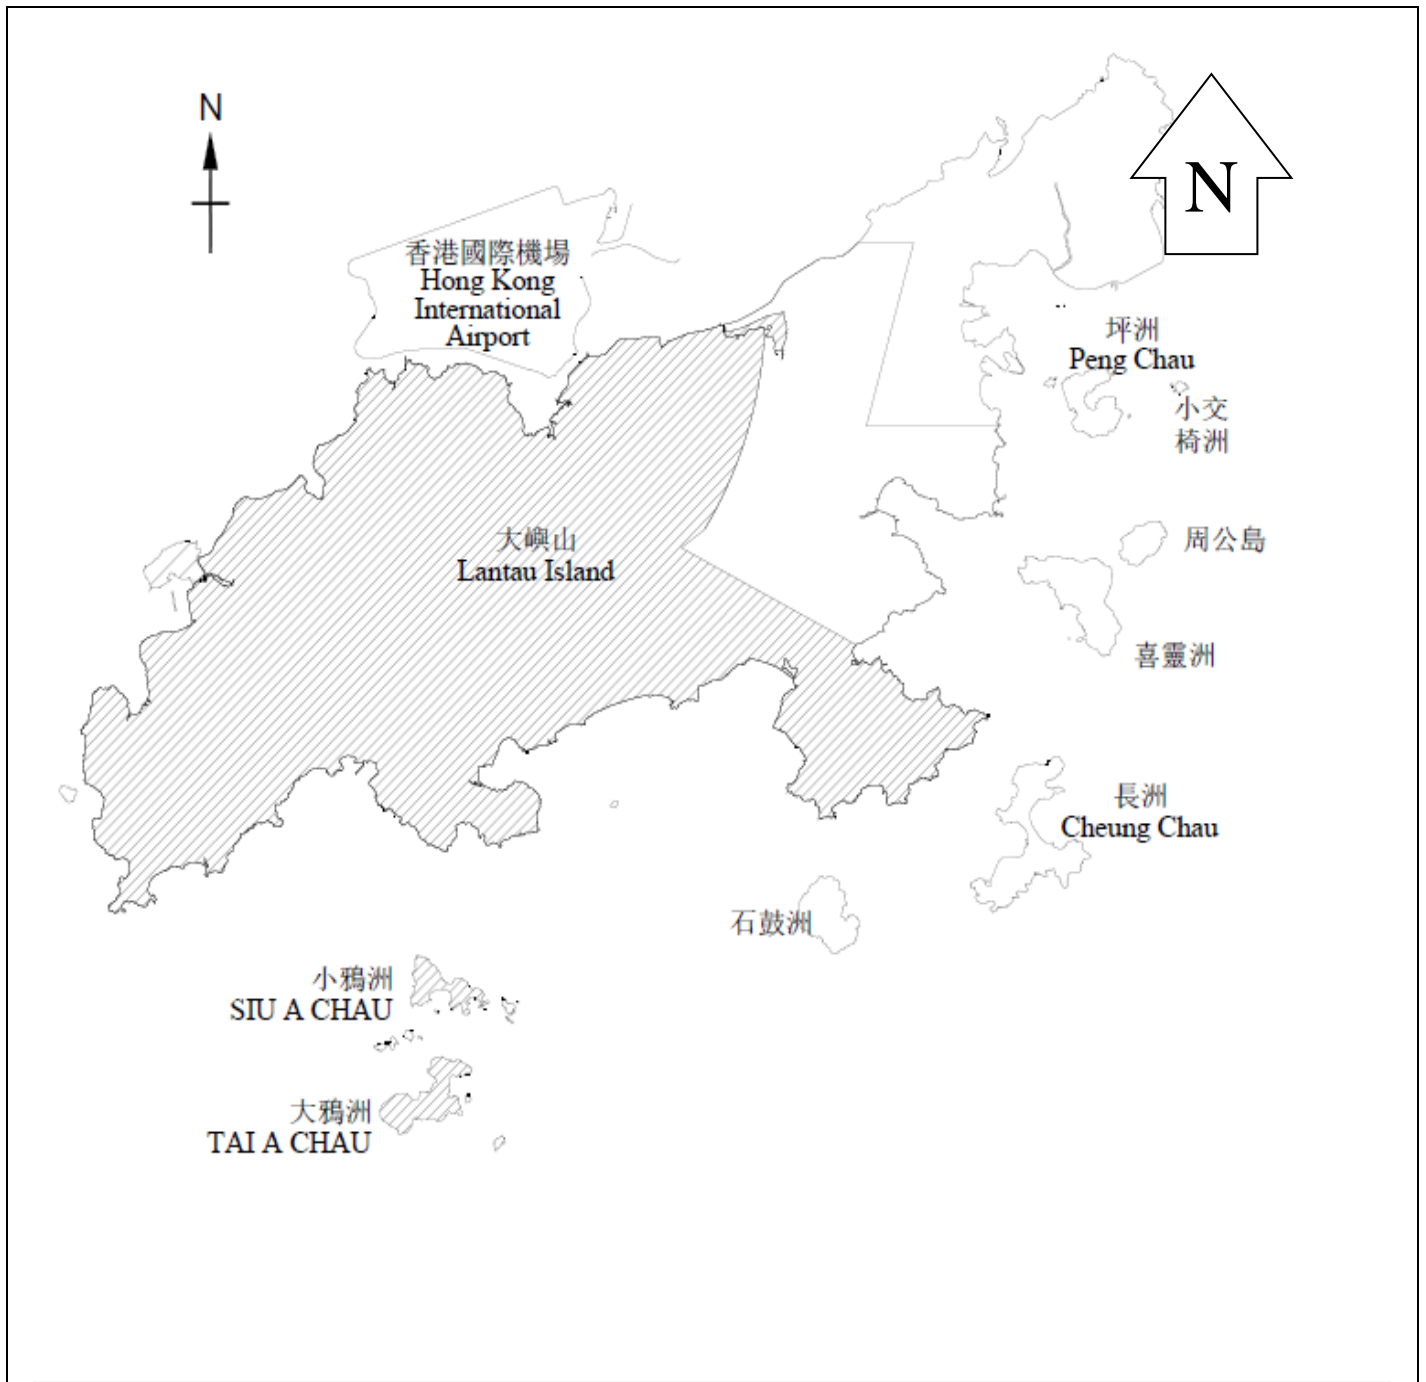 N
N
香港國際機場
Hong Kong
International
Airport
坪洲
Peng Chau
小交
椅洲
大嶼山
Lantau Island
周公島
喜靈洲
長洲
Cheung Chau
石鼓洲
小鴉洲
SIU A CHAU
大鴉洲
TAI A CHAU